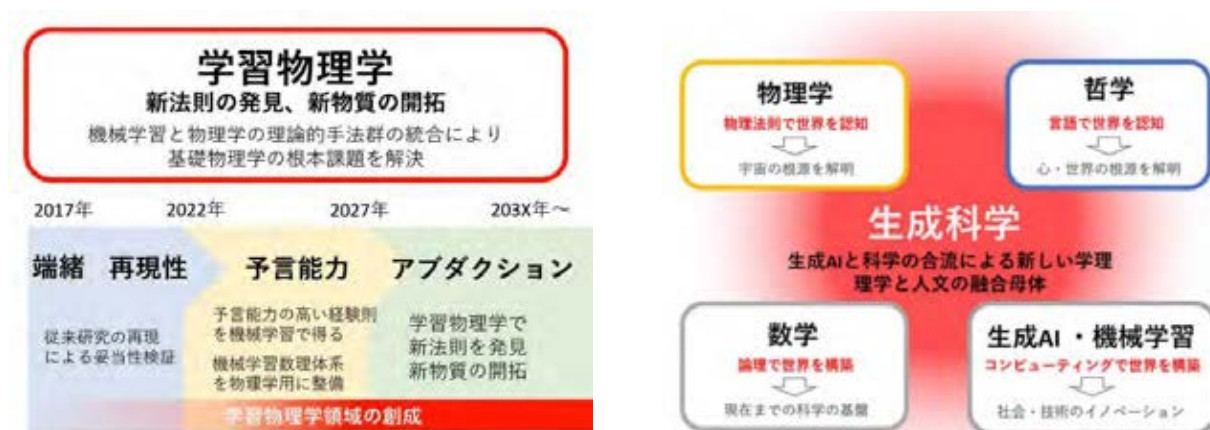 学習物理学
新法則の発見、新物質の開拓
機械学習と物理学の理論的手法群の統合により
基礎物理学の根本課題を解決
2017年 2022年 2027年 203X年～
端緒 再現性 予言能力 アブダクション
従来研究の再現
による妥当性検証
予言能力の高い経験則
を機械学習で得る
機械学習数理体系
を物理学用に整備
学習物理学で
新法則を発見
新物質の開拓
学習物理学領域の創成
物理学
物理法則で世界を認知
宇宙の根源を解明
哲学
言語で世界を認知
心・世界の根源を解明
生成科学
生成AIと科学の合流による新しい学理
理学と人文の融合母体
数学
論理で世界を構築
現在までの科学の基盤
生成AI・機械学習
コンピューティングで世界を構築
社会・技術のイノベーション